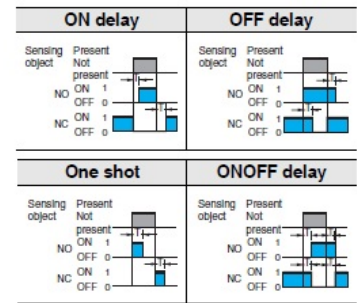 ON delay
OFF delay
Sensing object
Present
Not present
T
NO
ON 1
OFF 0
T
NC
ON 1
OFF 0
Sensing object
Present
Not present
T
NO
ON 1
OFF 0
T
NC
ON 1
OFF 0
One shot
ONOFF delay
Sensing object
Present
Not present
T
NO
ON 1
OFF 0
T
NC
ON 1
OFF 0
Sensing object
Present
Not present
T
T
NO
ON 1
OFF 0
T
T
NC
ON 1
OFF 0